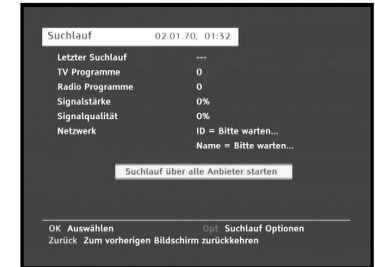 Suchlauf 02.01.70, 01:32
Letzter Suchlauf ---
TV Programme 0
Radio Programme 0
Signalstärke 0%
Signalqualität 0%
Netzwerk ID = Bitte warten...
Name = Bitte warten...
Suchlauf über alle Anbieter starten
OK Auswählen Opt Suchlauf Optionen
Zurück Zum vorherigen Bildschirm zurückkehren